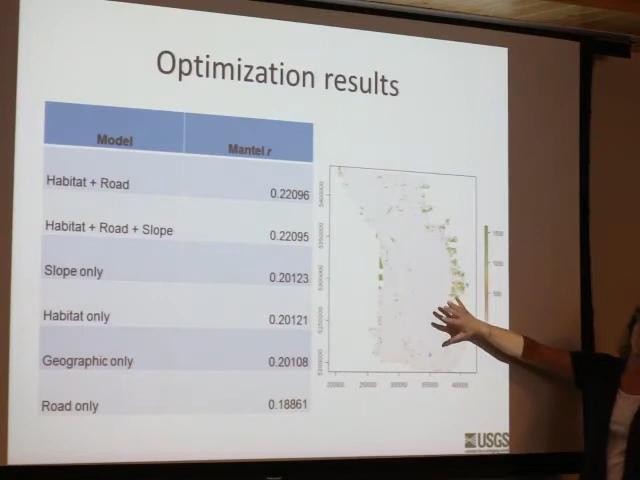 Optimization results
Model Mantel r
Habitat + Road 0.22096
Habitat + Road + Slope 0.22095
Slope only 0.20123
Habitat only 0.20121
Geographic only 0.20108
Road only 0.18861
USGS